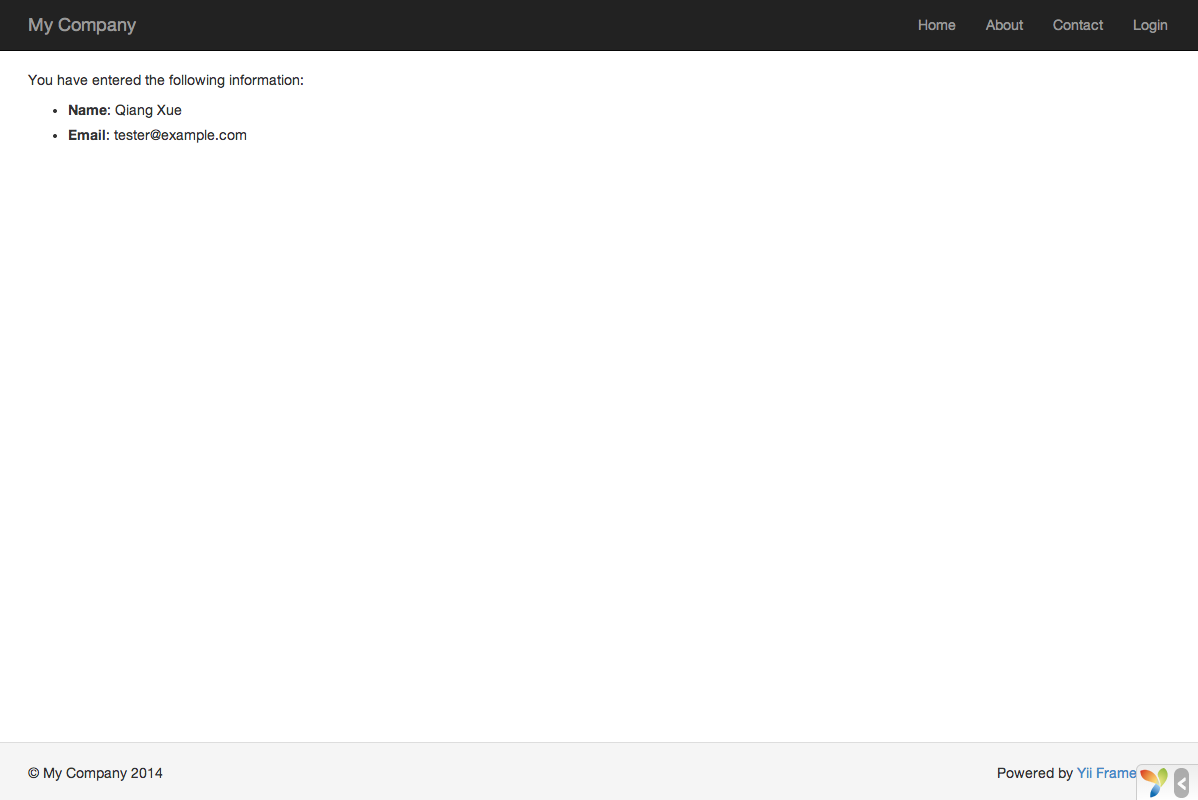 My Company
Home About Contact Login
You have entered the following information:
• Name: Qiang Xue
• Email: tester@example.com
© My Company 2014
Powered by Yii Frame